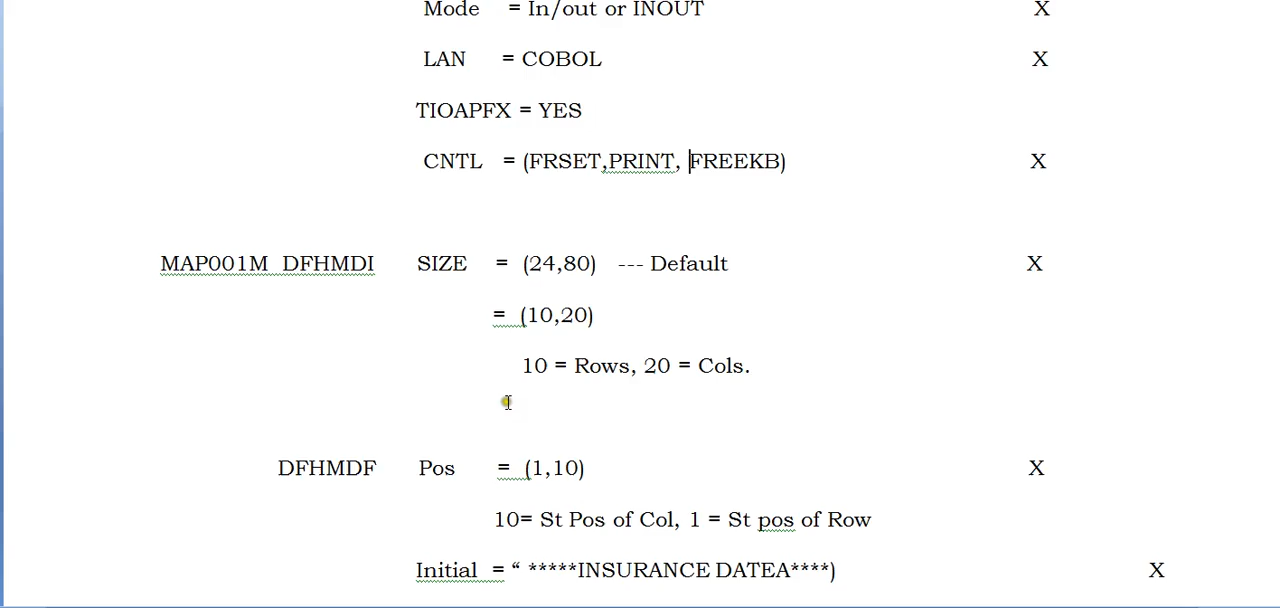 Mode = In/out or INOUT X
LAN = COBOL X
TIOAPFX = YES
CNTL = (FRSET,PRINT, FREEKB) X
MAP001M DFHMDI SIZE = (24,80) --- Default X
= (10,20)
10 = Rows, 20 = Cols.
DFHMDF Pos = (1,10) X
10= St Pos of Col, 1 = St pos of Row
Initial = “ *****INSURANCE DATEA****) X